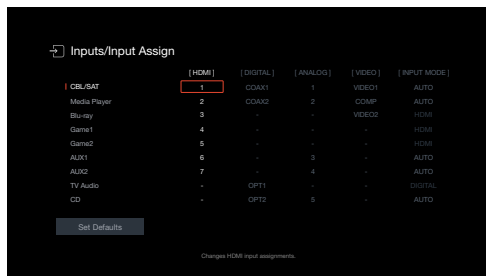 Inputs/Input Assign
[ HDMI ] [ DIGITAL ] [ ANALOG ] [ VIDEO ] [ INPUT MODE ]
CBL/SAT 1 COAX1 1 VIDEO1 AUTO
Media Player 2 COAX2 2 COMP AUTO
Blu-ray 3 - - VIDEO2 HDMI
Game1 4 - - - HDMI
Game2 5 - - - HDMI
AUX1 6 - 3 - AUTO
AUX2 7 - 4 - AUTO
TV Audio - OPT1 - - DIGITAL
CD - OPT2 5 - AUTO
Set Defaults
Changes HDMI input assignments.